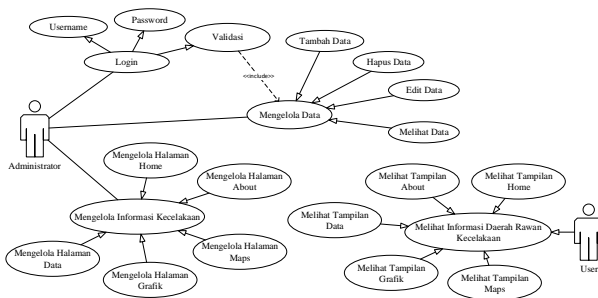 Username
Password
Validasi
Login
Tambah Data
Hapus Data
<<include>>
Edit Data
Mengelola Data
Melihat Data
Administrator
Mengelola Halaman
Home
Mengelola Halaman
About
Mengelola Informasi Kecelakaan
Mengelola Halaman
Data
Mengelola Halaman
Maps
Mengelola Halaman
Grafik
Melihat Tampilan
About
Melihat Tampilan
Home
Melihat Tampilan
Data
Melihat Informasi Daerah Rawan
Kecelakaan
Melihat Tampilan
Grafik
Melihat Tampilan
Maps
User